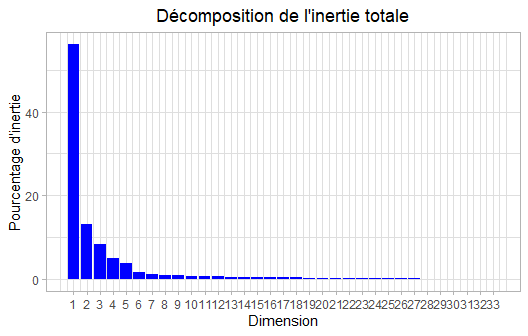 Décomposition de l'inertie totale
Pourcentage d'inertie
40
20
0
1 2 3 4 5 6 7 8 9 10 11 12 13 14 15 16 17 18 19 20 21 22 23 24 25 26 27 28 29 30 31 32 33
Dimension